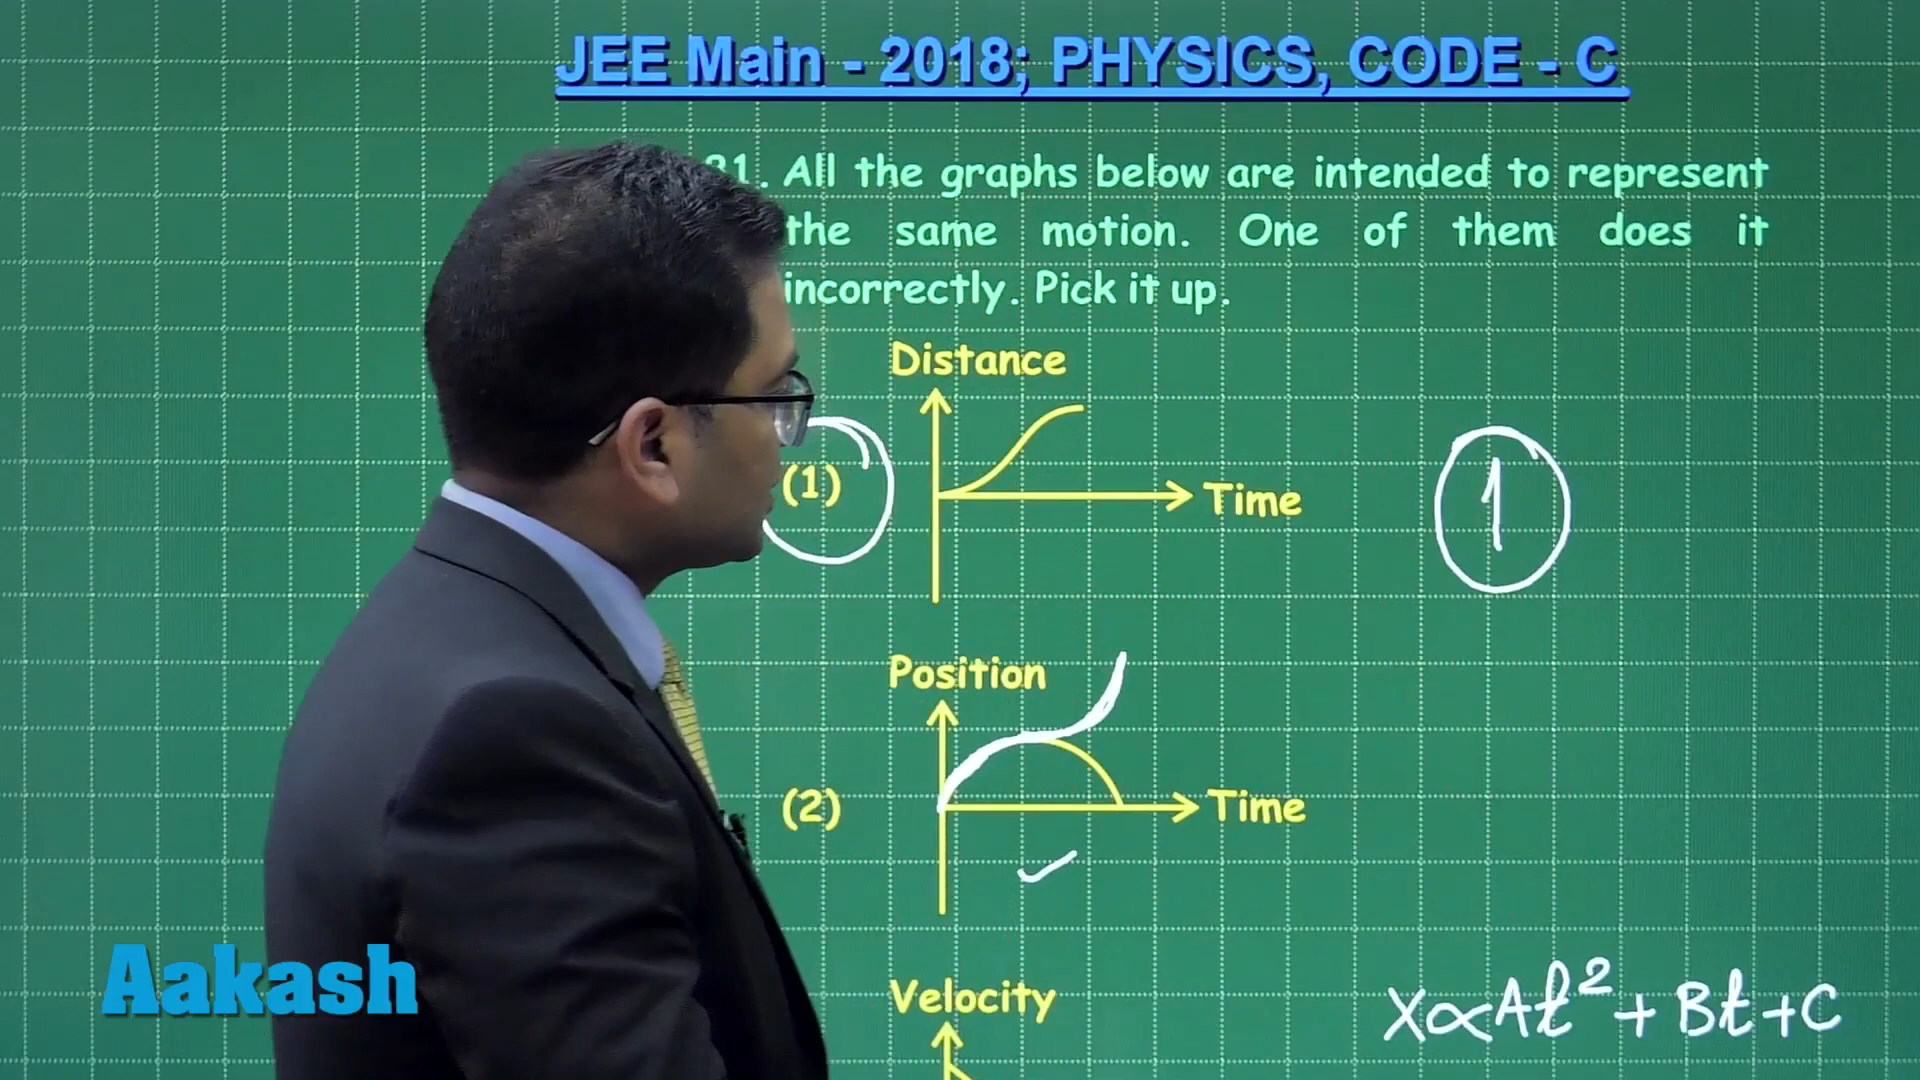 JEE Main - 2018; PHYSICS, CODE - C
31. All the graphs below are intended to represent
the same motion. One of them does it
incorrectly. Pick it up.
Distance
(1)
Time
1
Position
(2)
Time
Velocity
X∝At²+Bt+C
Aakash